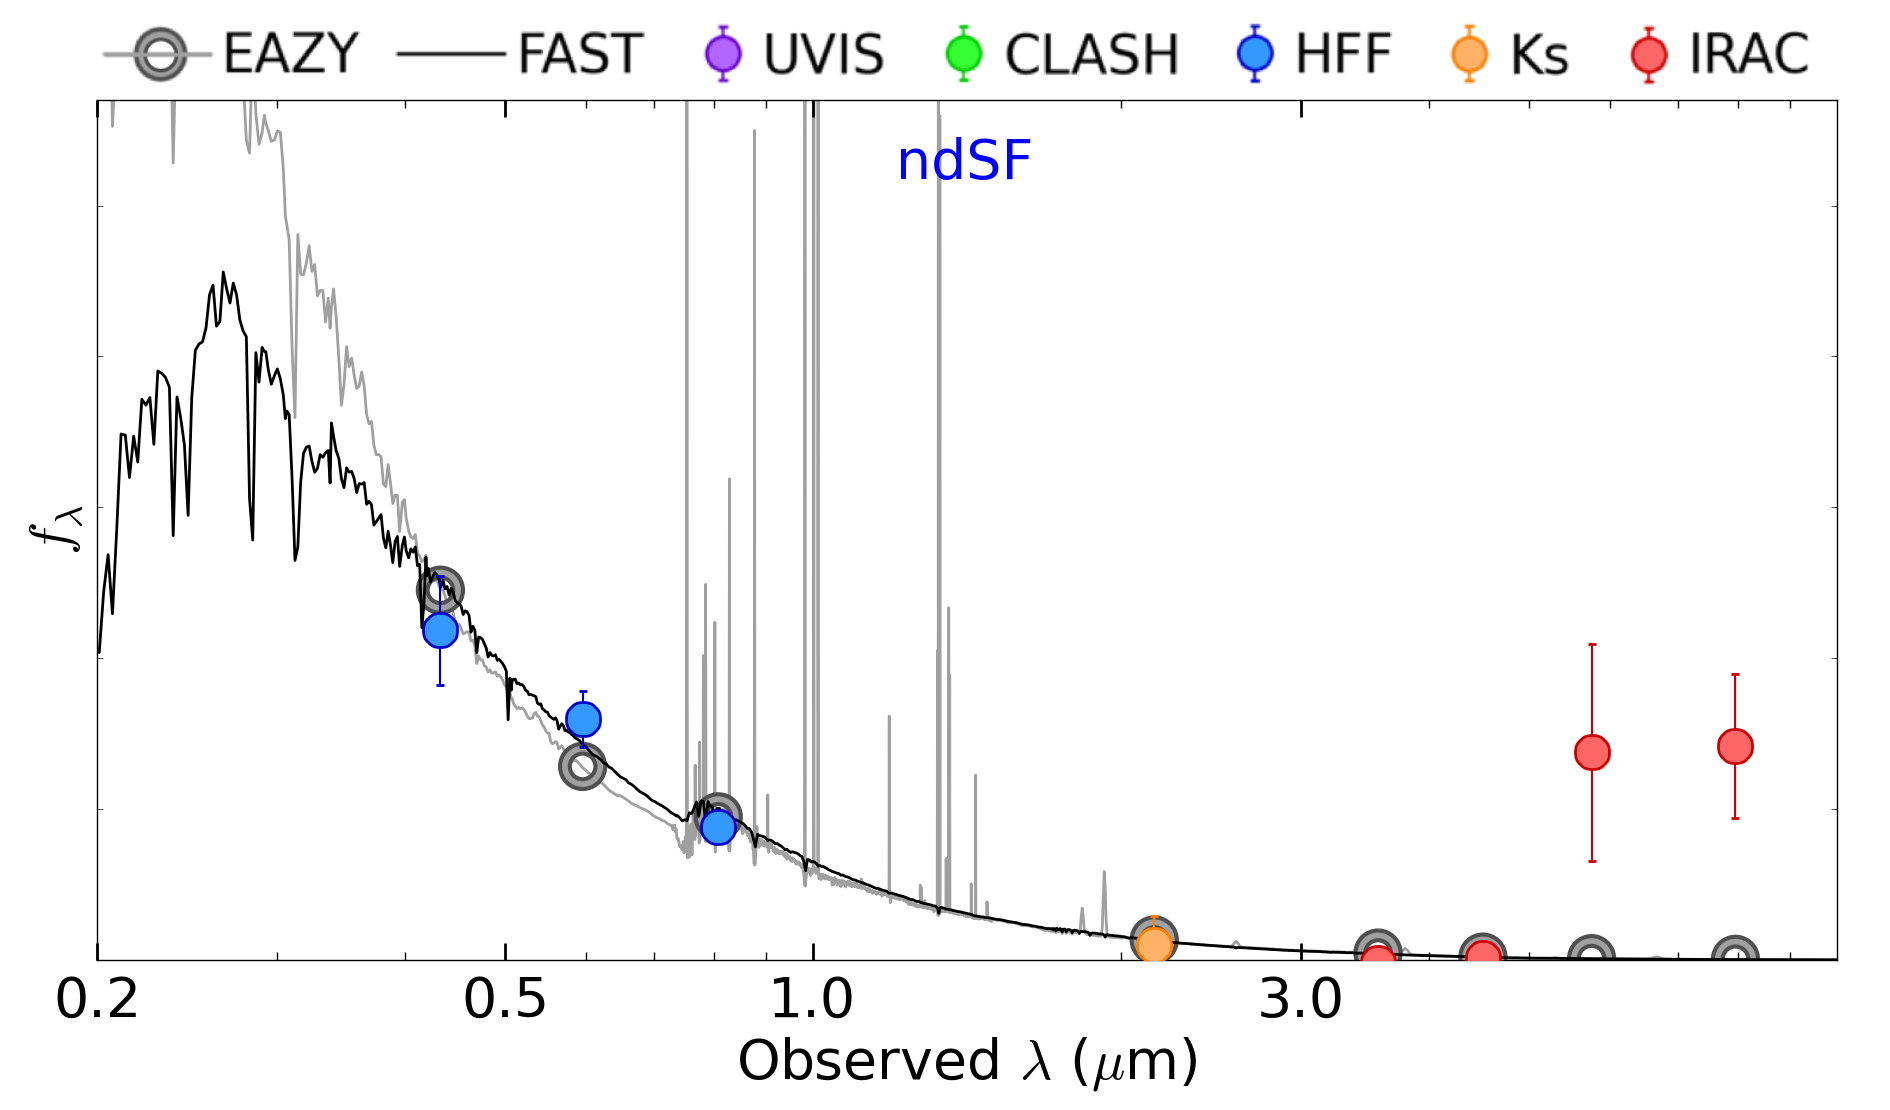 EAZY FAST UVIS CLASH HFF Ks IRAC
ndSF
f_λ
0.2 0.5 1.0 3.0
Observed λ (μm)